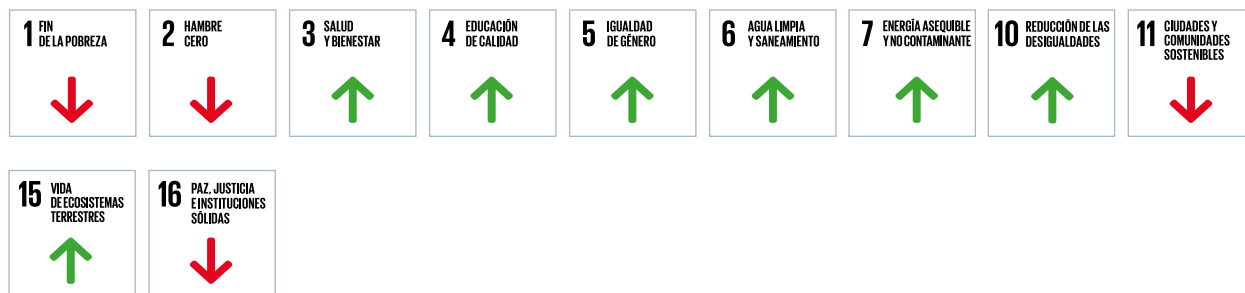 1 FIN
DE LA POBREZA
2 HAMBRE
CERO
3 SALUD
Y BIENESTAR
4 EDUCACIÓN
DE CALIDAD
5 IGUALDAD
DE GÉNERO
6 AGUA LIMPIA
Y SANEAMIENTO
7 ENERGÍA ASEQUIBLE
Y NO CONTAMINANTE
10 REDUCCIÓN DE LAS
DESIGUALDADES
11 CIUDADES Y
COMUNIDADES
SOSTENIBLES
15 VIDA
DE ECOSISTEMAS
TERRESTRES
16 PAZ, JUSTICIA
E INSTITUCIONES
SÓLIDAS